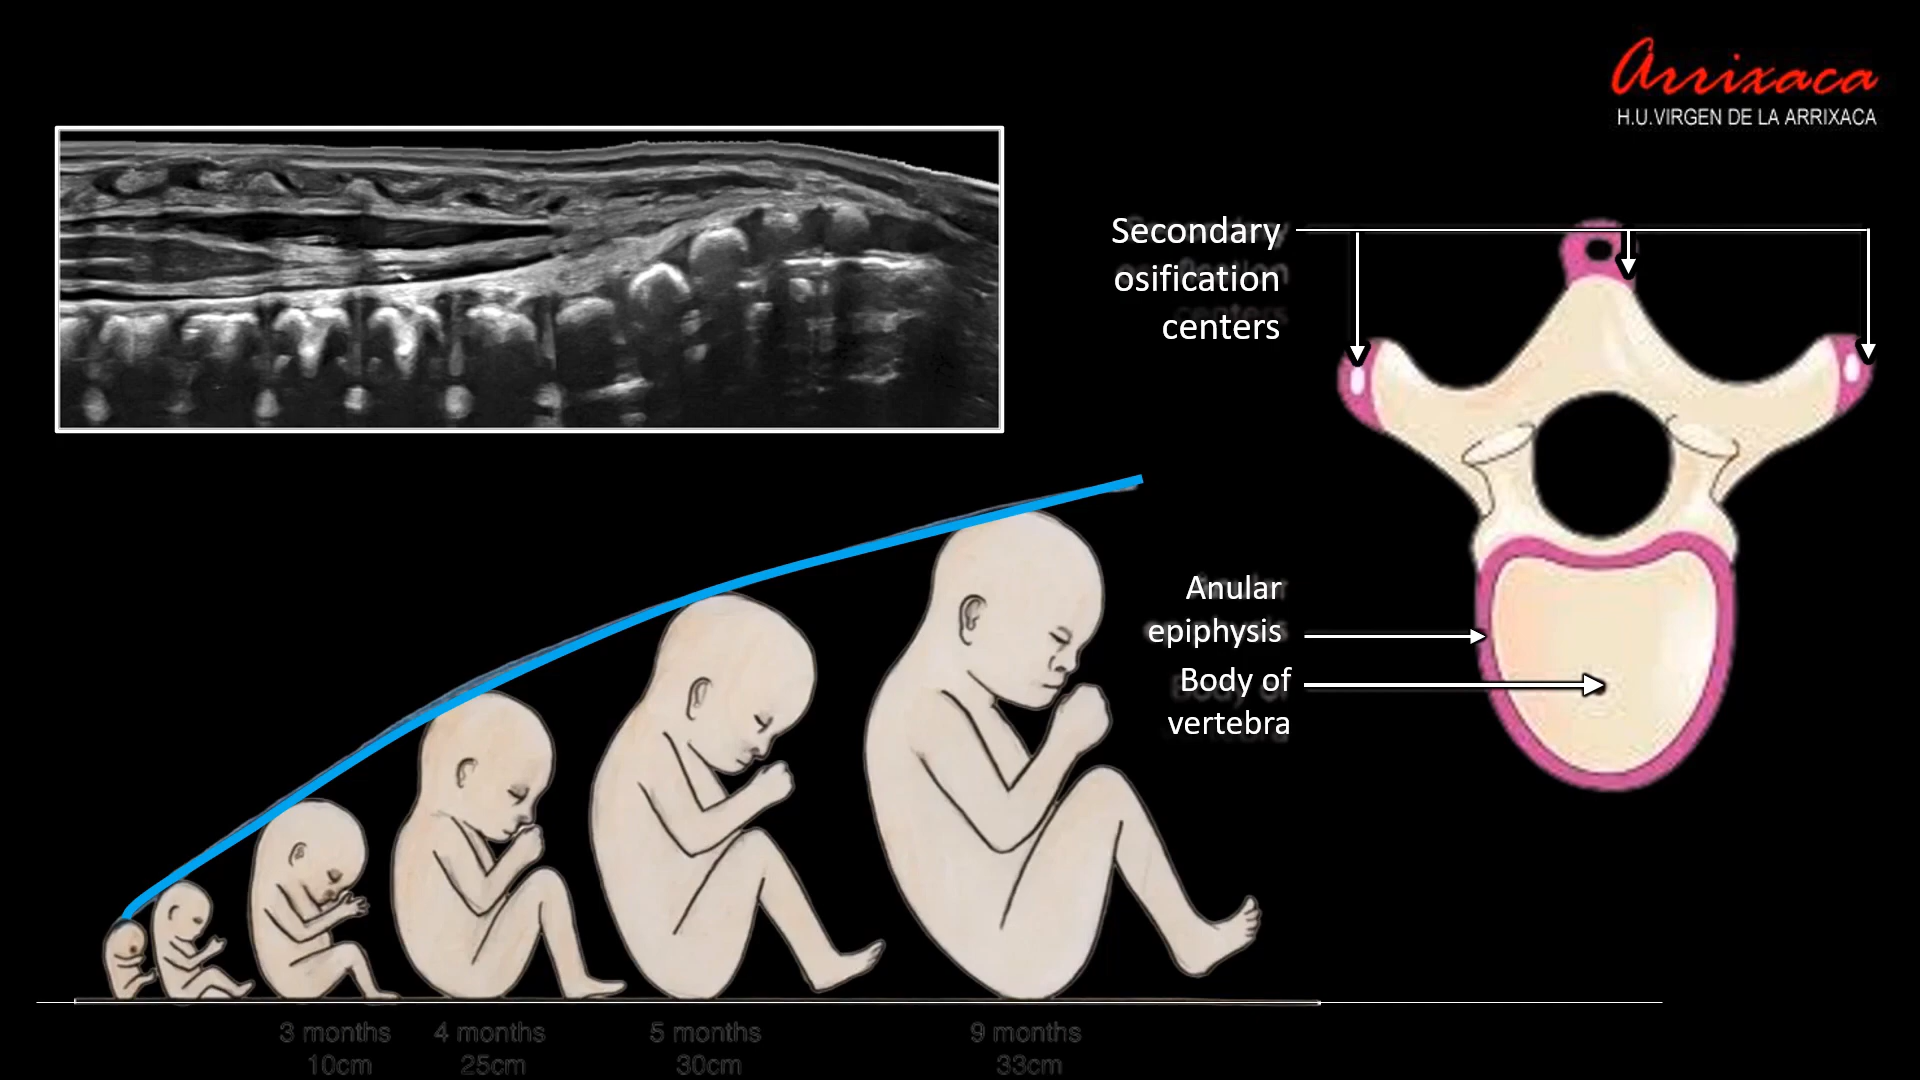 Arrixaca
H.U.VIRGEN DE LA ARRIXACA
Secondary
osification
centers
Anular
epiphysis
Body of
vertebra
3 months
10cm
4 months
25cm
5 months
30cm
9 months
33cm